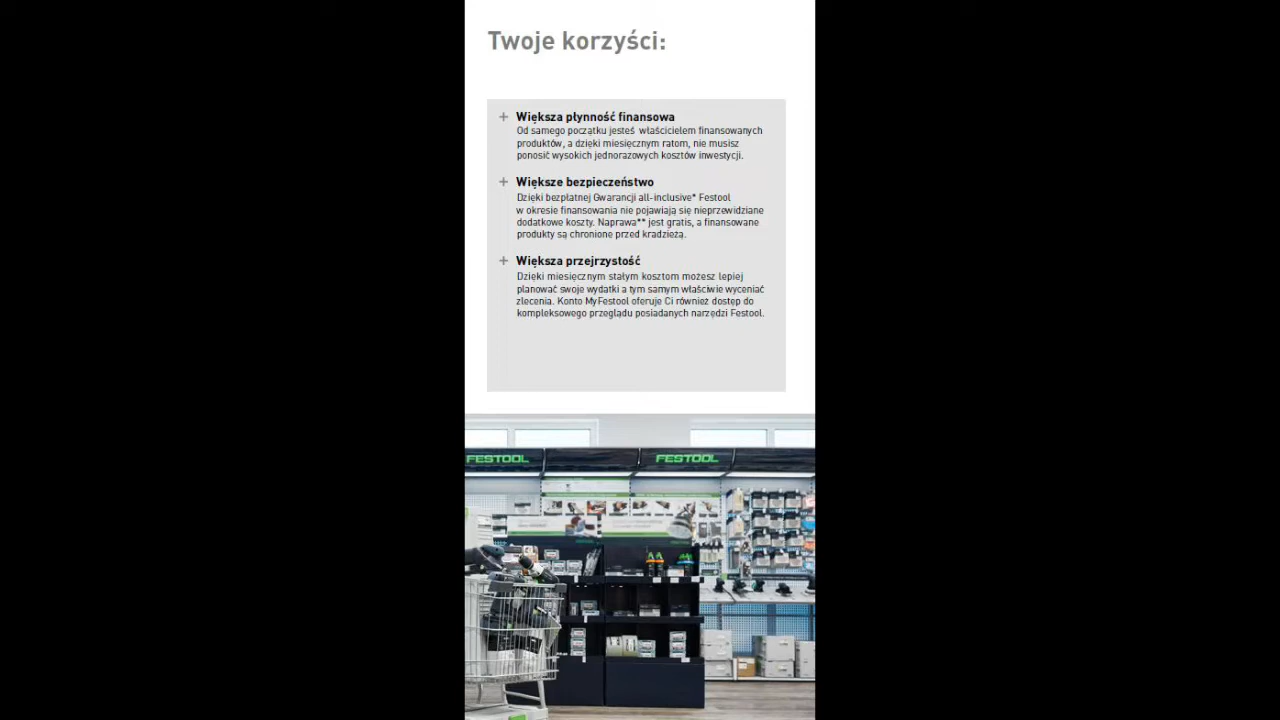 Twoje korzyści:
+ Większa płynność finansowa
Od samego początku jesteś właścicielem finansowanych
produktów, a dzięki miesięcznym ratom, nie musisz
ponosić wysokich jednorazowych kosztów inwestycji.
+ Większe bezpieczeństwo
Dzięki bezpłatnej Gwarancji all-inclusive* Festool
w okresie finansowania nie pojawiają się nieprzewidziane
dodatkowe koszty. Naprawa** jest gratis, a finansowane
produkty są chronione przed kradzieżą.
+ Większa przejrzystość
Dzięki miesięcznym stałym kosztom możesz lepiej
planować swoje wydatki a tym samym właściwie wyceniać
zlecenia. Konto MyFestool oferuje Ci również dostęp do
kompleksowego przeglądu posiadanych narzędzi Festool.
FESTOOL FESTOOL